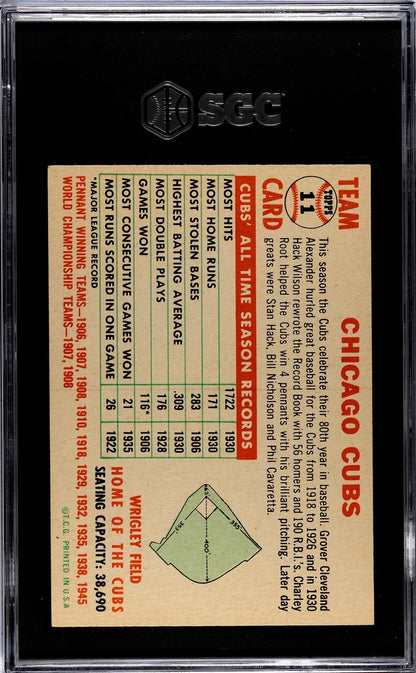 SGC
TEAM
CARD
TOPPS
11
CHICAGO CUBS
This season the Cubs celebrate their 80th year in baseball. Grover Cleveland
Alexander hurled great baseball for the Cubs from 1918 to 1926 and in 1930
Hack Wilson rewrote the Record Book with 56 homers and 190 R.B.I.'s. Charley
Root helped the Cubs win 4 pennants with his brilliant pitching. Later day
greats were Stan Hack, Bill Nicholson and Phil Cavaretta.
CUBS' ALL TIME SEASON RECORDS
MOST HITS 1722 1930
MOST HOME RUNS 171 1930
MOST STOLEN BASES 283 1906
HIGHEST BATTING AVERAGE .309 1930
MOST DOUBLE PLAYS 176 1928
GAMES WON 116* 1906
MOST CONSECUTIVE GAMES WON 21 1935
MOST RUNS SCORED IN ONE GAME 26 1922
*MAJOR LEAGUE RECORD
355
400
353
WRIGLEY FIELD
HOME OF THE CUBS
SEATING CAPACITY: 38,690
PENNANT WINNING TEAMS—1906, 1907, 1908, 1910, 1918, 1929, 1932, 1935, 1938, 1945
WORLD CHAMPIONSHIP TEAMS—1907, 1908
©T.C.G. PRINTED IN U.S.A